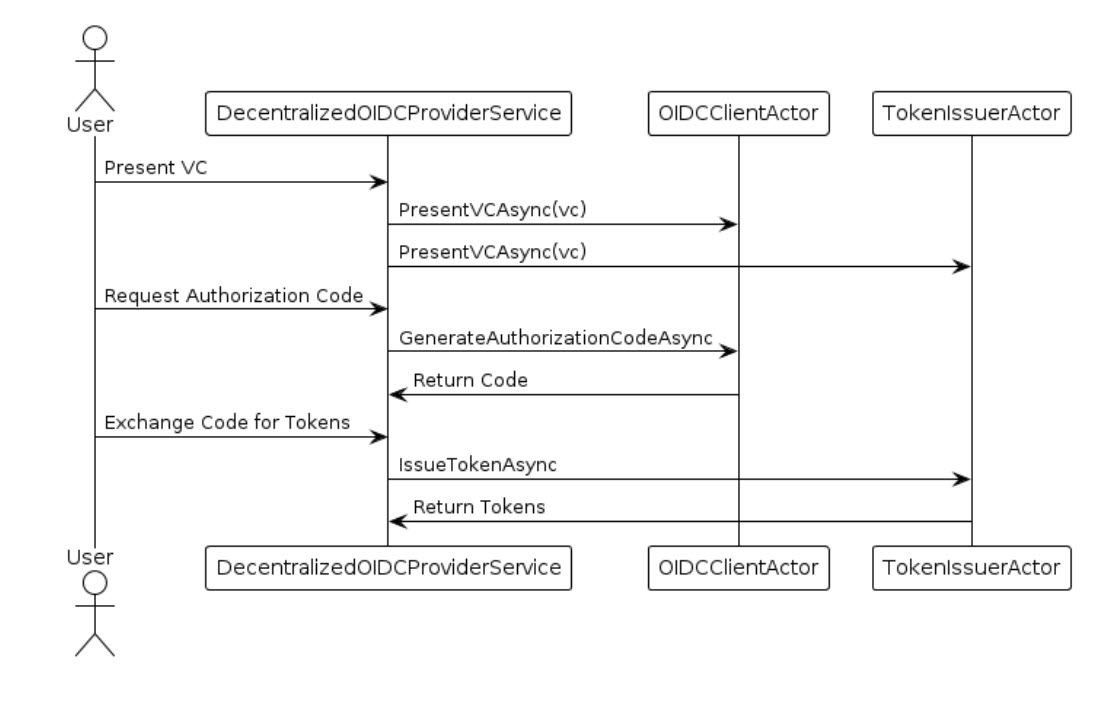 User
DecentralizedOIDCProviderService
OIDCClientActor
TokenIssuerActor
Present VC
PresentVCAsync(vc)
PresentVCAsync(vc)
Request Authorization Code
GenerateAuthorizationCodeAsync
Return Code
Exchange Code for Tokens
IssueTokenAsync
Return Tokens
User
DecentralizedOIDCProviderService
OIDCClientActor
TokenIssuerActor